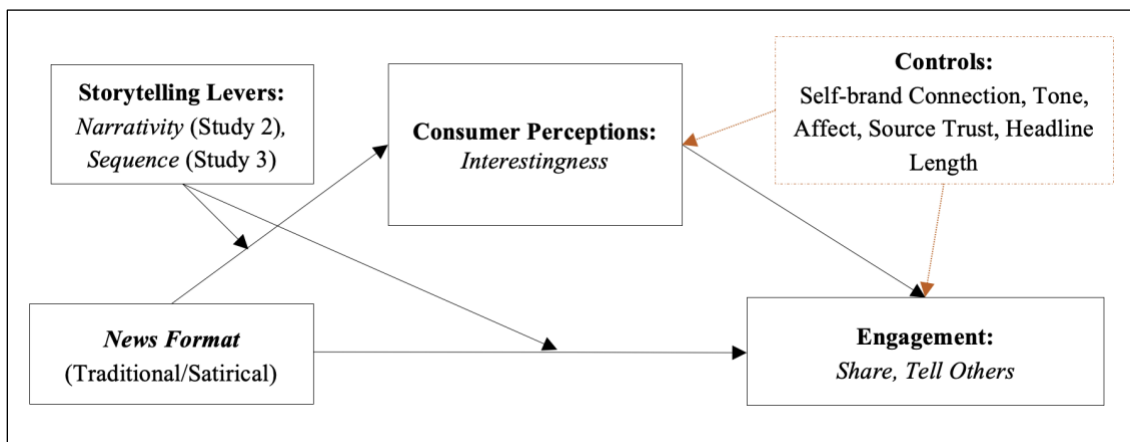 Storytelling Levers:
Narrativity (Study 2),
Sequence (Study 3)
Consumer Perceptions:
Interestingness
Controls:
Self-brand Connection, Tone,
Affect, Source Trust, Headline
Length
News Format
(Traditional/Satirical)
Engagement:
Share, Tell Others